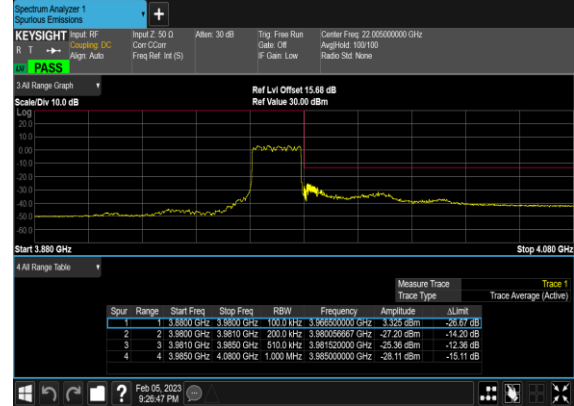 Spectrum Analyzer 1
Spurious Emissions
+
KEYSIGHT Input: RF Input Z: 50 Ω Atten: 30 dB Trig: Free Run Center Freq: 22.005000000 GHz
R T Coupling: DC Corr CCorr Gate: Off Avg|Hold: 100/100
Align: Auto Freq Ref: Int (S) IF Gain: Low Radio Std: None
LXI PASS
3 All Range Graph
Ref Lvl Offset 15.68 dB
Scale/Div 10.0 dB Ref Value 30.00 dBm
Log
20.0
10.0
0.00
-10.0
-20.0
-30.0
-40.0
-50.0
-60.0
Start 3.880 GHz Stop 4.080 GHz
4 All Range Table
Measure Trace Trace 1
Trace Type Trace Average (Active)
Spur Range Start Freq Stop Freq RBW Frequency Amplitude ΔLimit
1 1 3.8800 GHz 3.9800 GHz 100.0 kHz 3.966500000 GHz 3.325 dBm -26.67 dB
2 2 3.9800 GHz 3.9810 GHz 200.0 kHz 3.980056667 GHz -27.20 dBm -14.20 dB
3 3 3.9810 GHz 3.9850 GHz 510.0 kHz 3.981520000 GHz -25.36 dBm -12.36 dB
4 4 3.9850 GHz 4.0800 GHz 1.000 MHz 3.985000000 GHz -28.11 dBm -15.11 dB
? Feb 05, 2023
9:26:47 PM